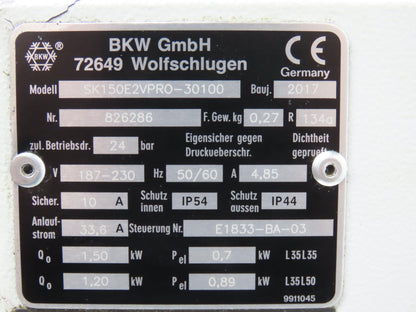 BKW ® BKW GmbH CE
72649 Wolfschlugen Germany
Modell SK150E2VPRO-30100 Bauj. 2017
Nr. 826286 F. Gew. kg 0,27 R 134a
zul. Betriebsdr. 24 bar Eigensicher gegen Druckueberschr. Dichtheit geprueft
V 187-230 Hz 50/60 A 4,85
Sicher. 10 A Schutz innen IP54 Schutz aussen IP44
Anlauf-strom 33,6 A Steuerung Nr. E1833-BA-03
Qo 1,50 kW Pel 0,7 kW L35L35
Qo 1,20 kW Pel 0,89 kW L35L50
9911045